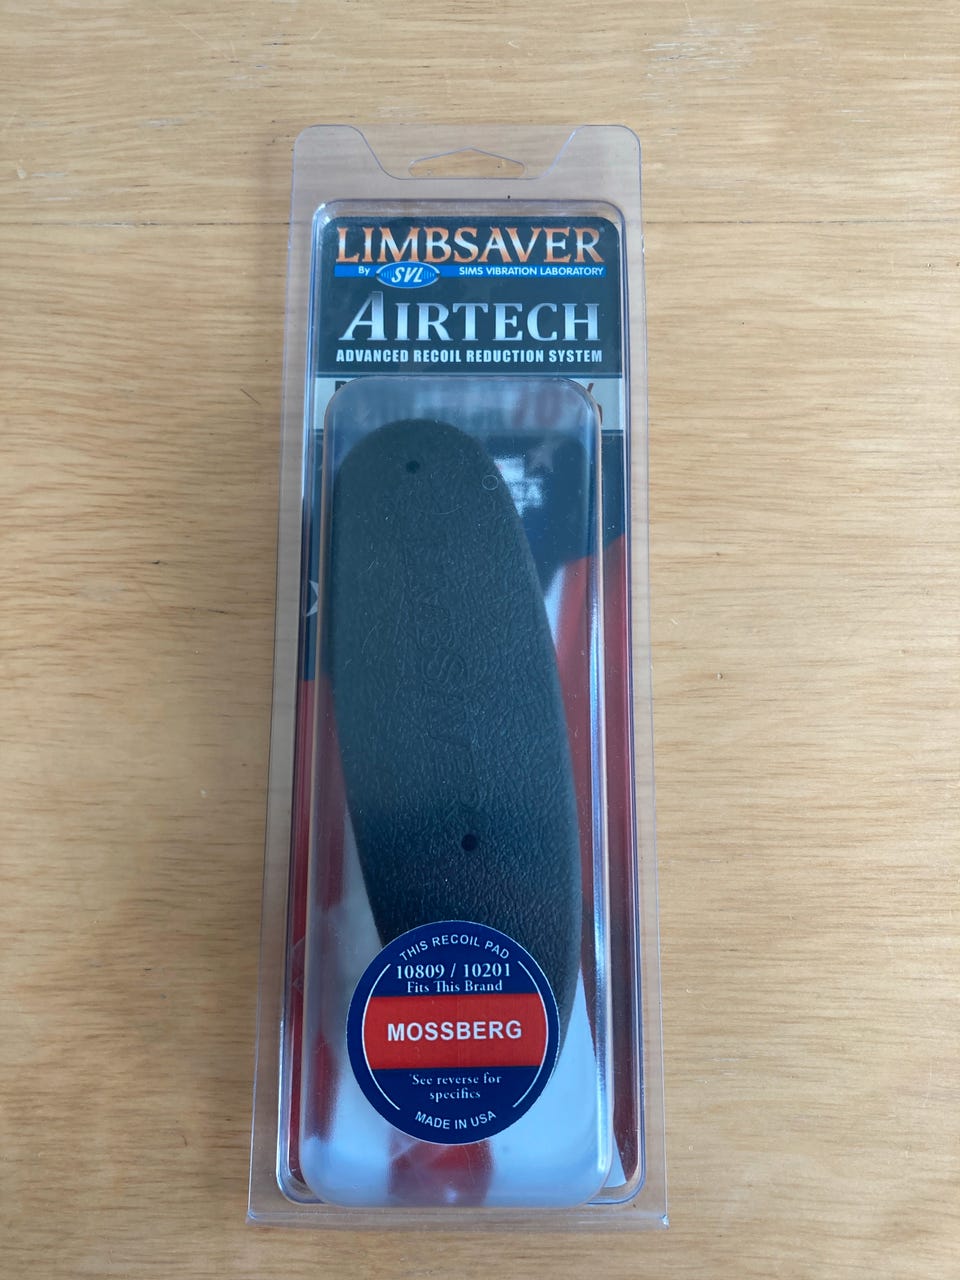 LIMBSAVER®
By SVL SIMS VIBRATION LABORATORY
AIRTECH
ADVANCED RECOIL REDUCTION SYSTEM
LIMBSAVER
THIS RECOIL PAD
10809 / 10201
Fits This Brand
MOSSBERG
*See reverse for
specifics
MADE IN USA